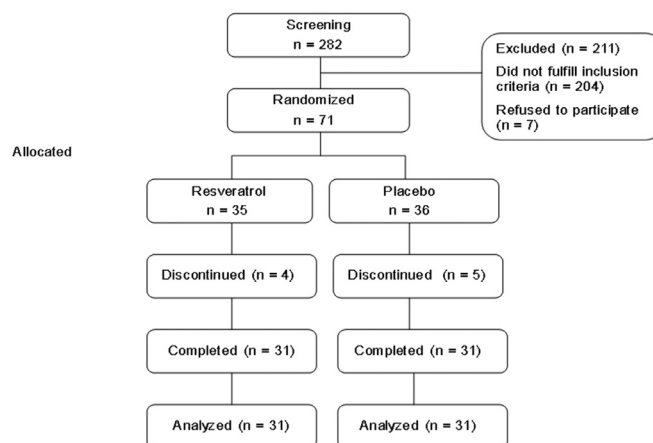 Screening
n = 282
Excluded (n = 211)
Did not fulfill inclusion
criteria (n = 204)
Refused to participate
(n = 7)
Randomized
n = 71
Allocated
Resveratrol
n = 35
Placebo
n = 36
Discontinued (n = 4)
Discontinued (n = 5)
Completed (n = 31)
Completed (n = 31)
Analyzed (n = 31)
Analyzed (n = 31)